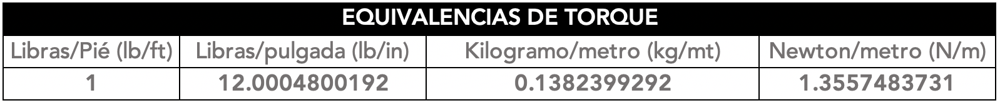 EQUIVALENCIAS DE TORQUE
Libras/Pié (lb/ft) Libras/pulgada (lb/in) Kilogramo/metro (kg/mt) Newton/metro (N/m)
1 12.0004800192 0.1382399292 1.3557483731